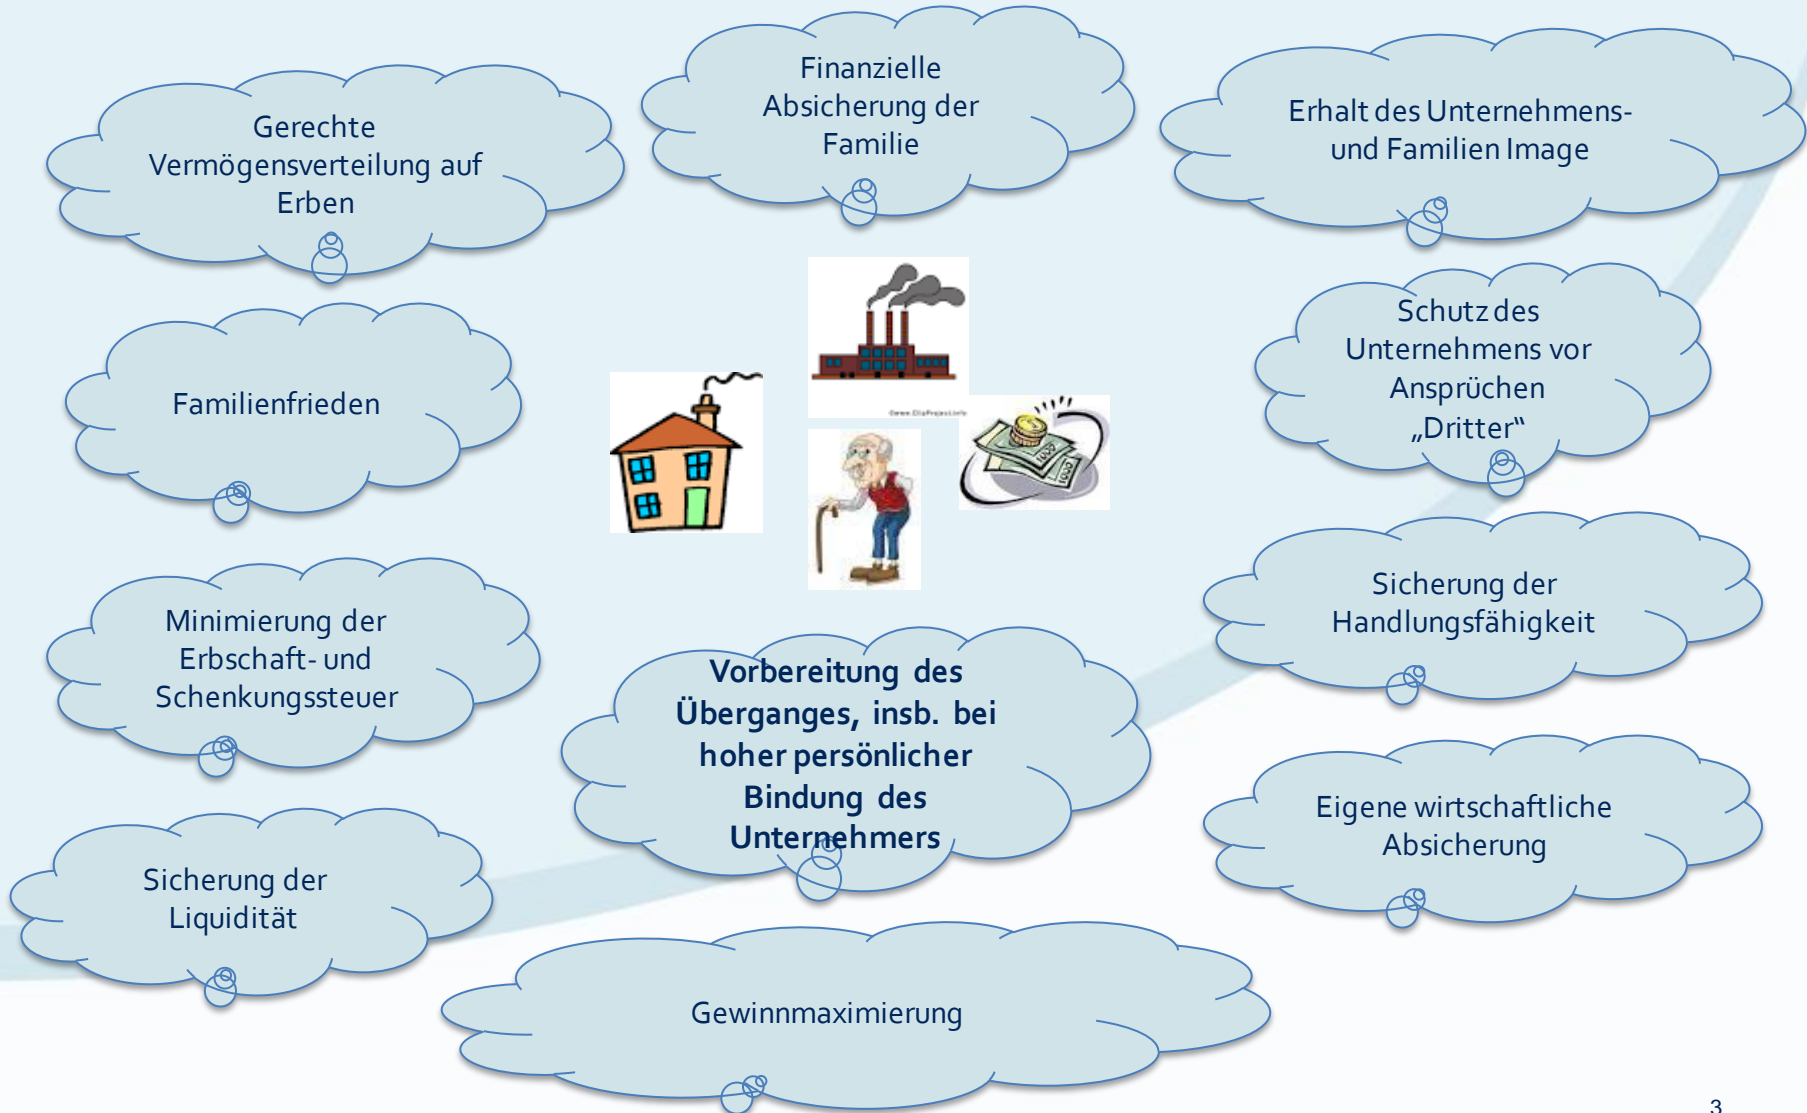 Gerechte
Vermögensverteilung auf
Erben
Finanzielle
Absicherung der
Familie
Erhalt des Unternehmens-
und Familien Image
Familienfrieden
Schutz des
Unternehmens vor
Ansprüchen
„Dritter“
Minimierung der
Erbschaft- und
Schenkungssteuer
Vorbereitung des
Überganges, insb. bei
hoher persönlicher
Bindung des
Unternehmers
Sicherung der
Handlungsfähigkeit
Sicherung der
Liquidität
Eigene wirtschaftliche
Absicherung
Gewinnmaximierung
3